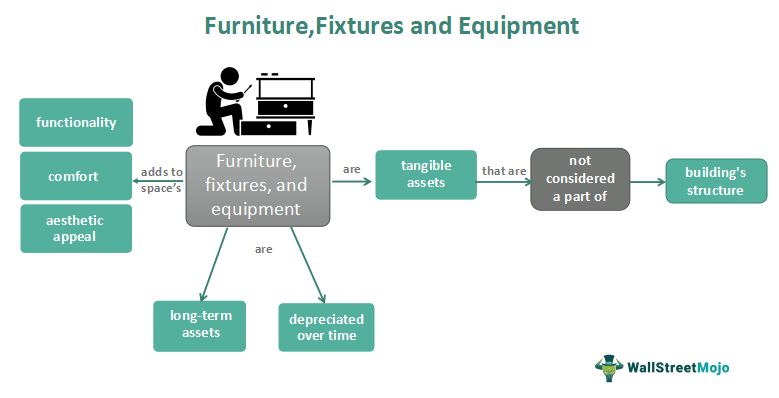 Furniture,Fixtures and Equipment
functionality
comfort
aesthetic
appeal
adds to
space's
Furniture,
fixtures, and
equipment
are
tangible
assets
that are
not
considered
a part of
building's
structure
are
long-term
assets
depreciated
over time
WallStreetMojo